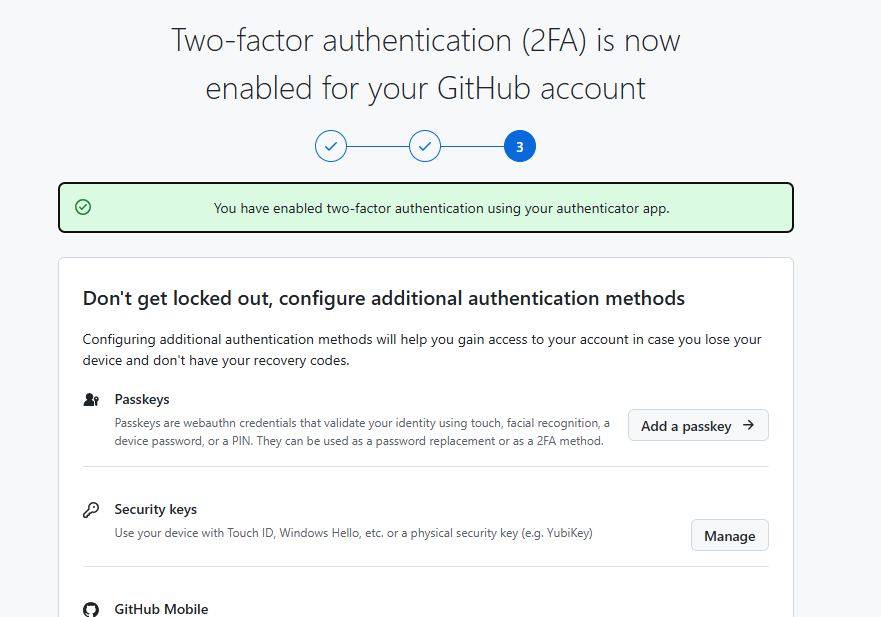 Two-factor authentication (2FA) is now
enabled for your GitHub account
3
You have enabled two-factor authentication using your authenticator app.
Don't get locked out, configure additional authentication methods
Configuring additional authentication methods will help you gain access to your account in case you lose your
device and don't have your recovery codes.
Passkeys
Passkeys are webauthn credentials that validate your identity using touch, facial recognition, a
device password, or a PIN. They can be used as a password replacement or as a 2FA method.
Add a passkey
Security keys
Use your device with Touch ID, Windows Hello, etc. or a physical security key (e.g. YubiKey)
Manage
GitHub Mobile